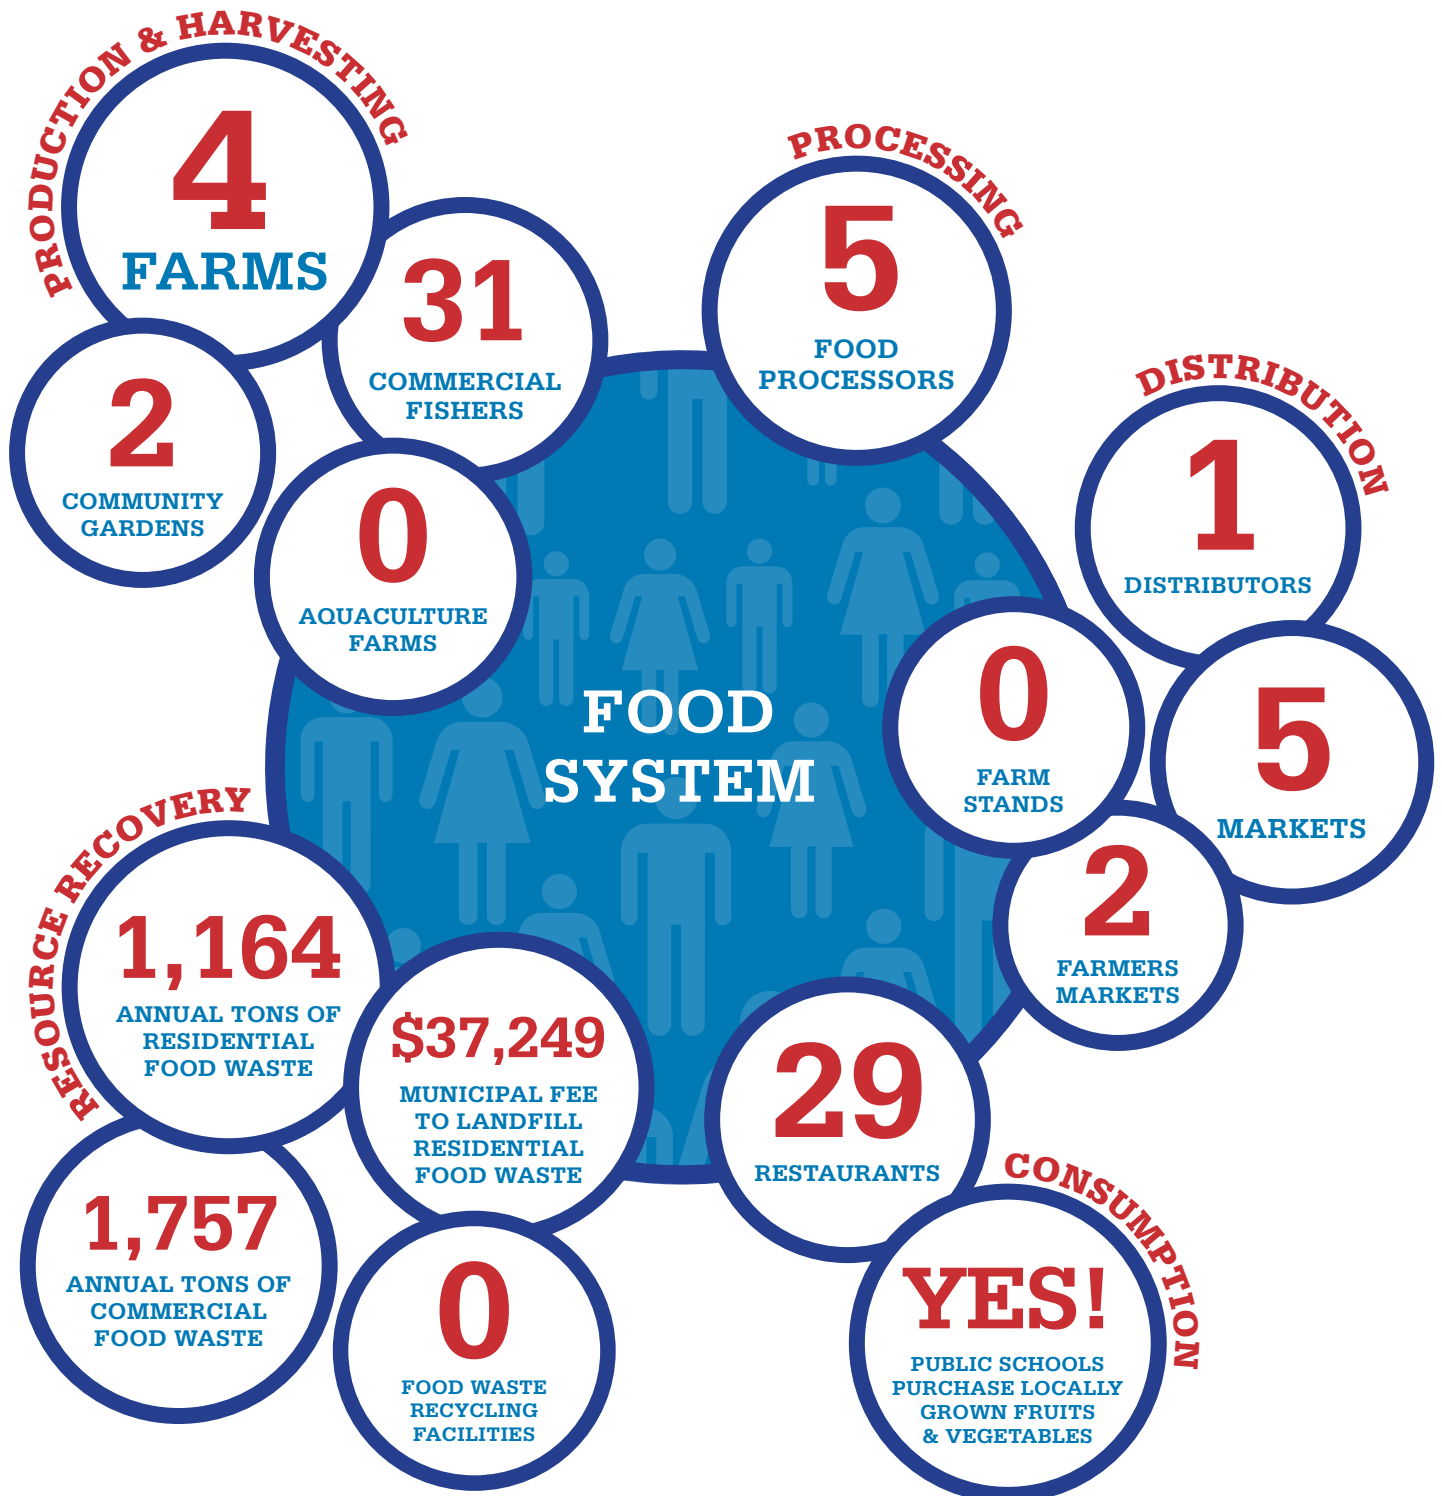 PRODUCTION & HARVESTING
4
FARMS
31
COMMERCIAL
FISHERS
2
COMMUNITY
GARDENS
0
AQUACULTURE
FARMS
PROCESSING
5
FOOD
PROCESSORS
DISTRIBUTION
1
DISTRIBUTORS
0
FARM
STANDS
5
MARKETS
2
FARMERS
MARKETS
FOOD
SYSTEM
RESOURCE RECOVERY
1,164
ANNUAL TONS OF
RESIDENTIAL
FOOD WASTE
$37,249
MUNICIPAL FEE
TO LANDFILL
RESIDENTIAL
FOOD WASTE
1,757
ANNUAL TONS OF
COMMERCIAL
FOOD WASTE
0
FOOD WASTE
RECYCLING
FACILITIES
29
RESTAURANTS
CONSUMPTION
YES!
PUBLIC SCHOOLS
PURCHASE LOCALLY
GROWN FRUITS
& VEGETABLES